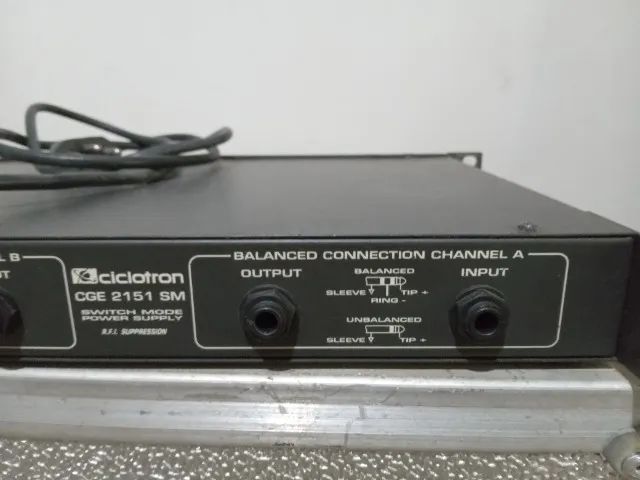 L B
UT
ciclotron
CGE 2151 SM
SWITCH MODE
POWER SUPPLY
R.F.I. SUPPRESSION
BALANCED CONNECTION CHANNEL A
OUTPUT
BALANCED
SLEEVE TIP +
RING -
UNBALANCED
SLEEVE TIP +
INPUT